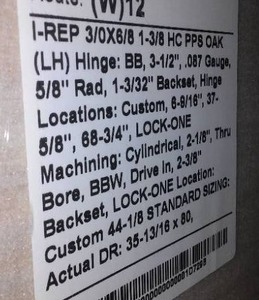 (W)12
I-REP 3/0X6/8 1-3/8 HC PPS OAK
(LH) Hinge: BB, 3-1/2", .087 Gauge,
5/8" Rad, 1-3/32" Backset, Hinge
Locations: Custom, 6-9/16", 37-
5/8", 68-3/4", LOCK-ONE
Machining: Cylindrical, 2-1/8", Thru
Bore, BBW, Drive In, 2-3/8"
Backset, LOCK-ONE Location:
Custom 44-1/8 STANDARD SIZING:
Actual DR: 35-13/16 x 80,